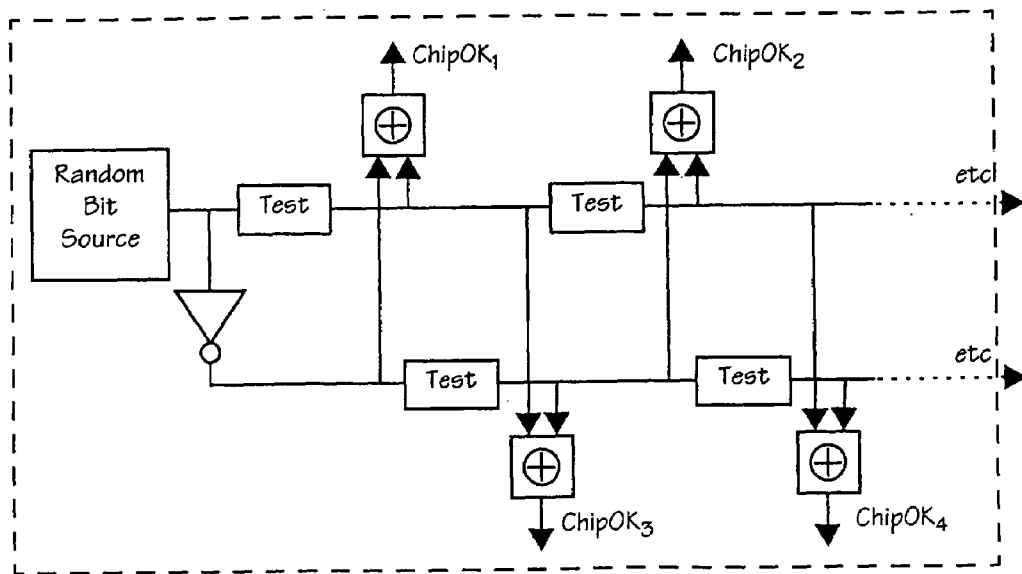 ChipOK₁
ChipOK₂
Random
Bit
Source
Test
Test
etc
Test
Test
etc
ChipOK₃
ChipOK₄